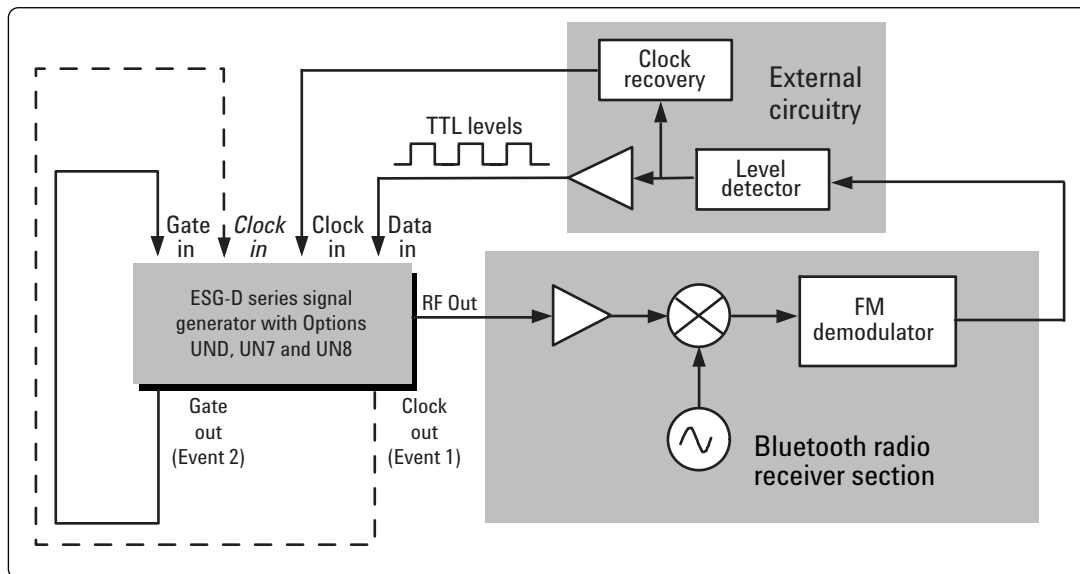 Clock
recovery
External
circuitry
TTL levels
Level
detector
Gate
in
Clock
in
Clock
in
Data
in
ESG-D series signal
generator with Options
UND, UN7 and UN8
RF Out
FM
demodulator
Gate
out
(Event 2)
Clock
out
(Event 1)
Bluetooth radio
receiver section